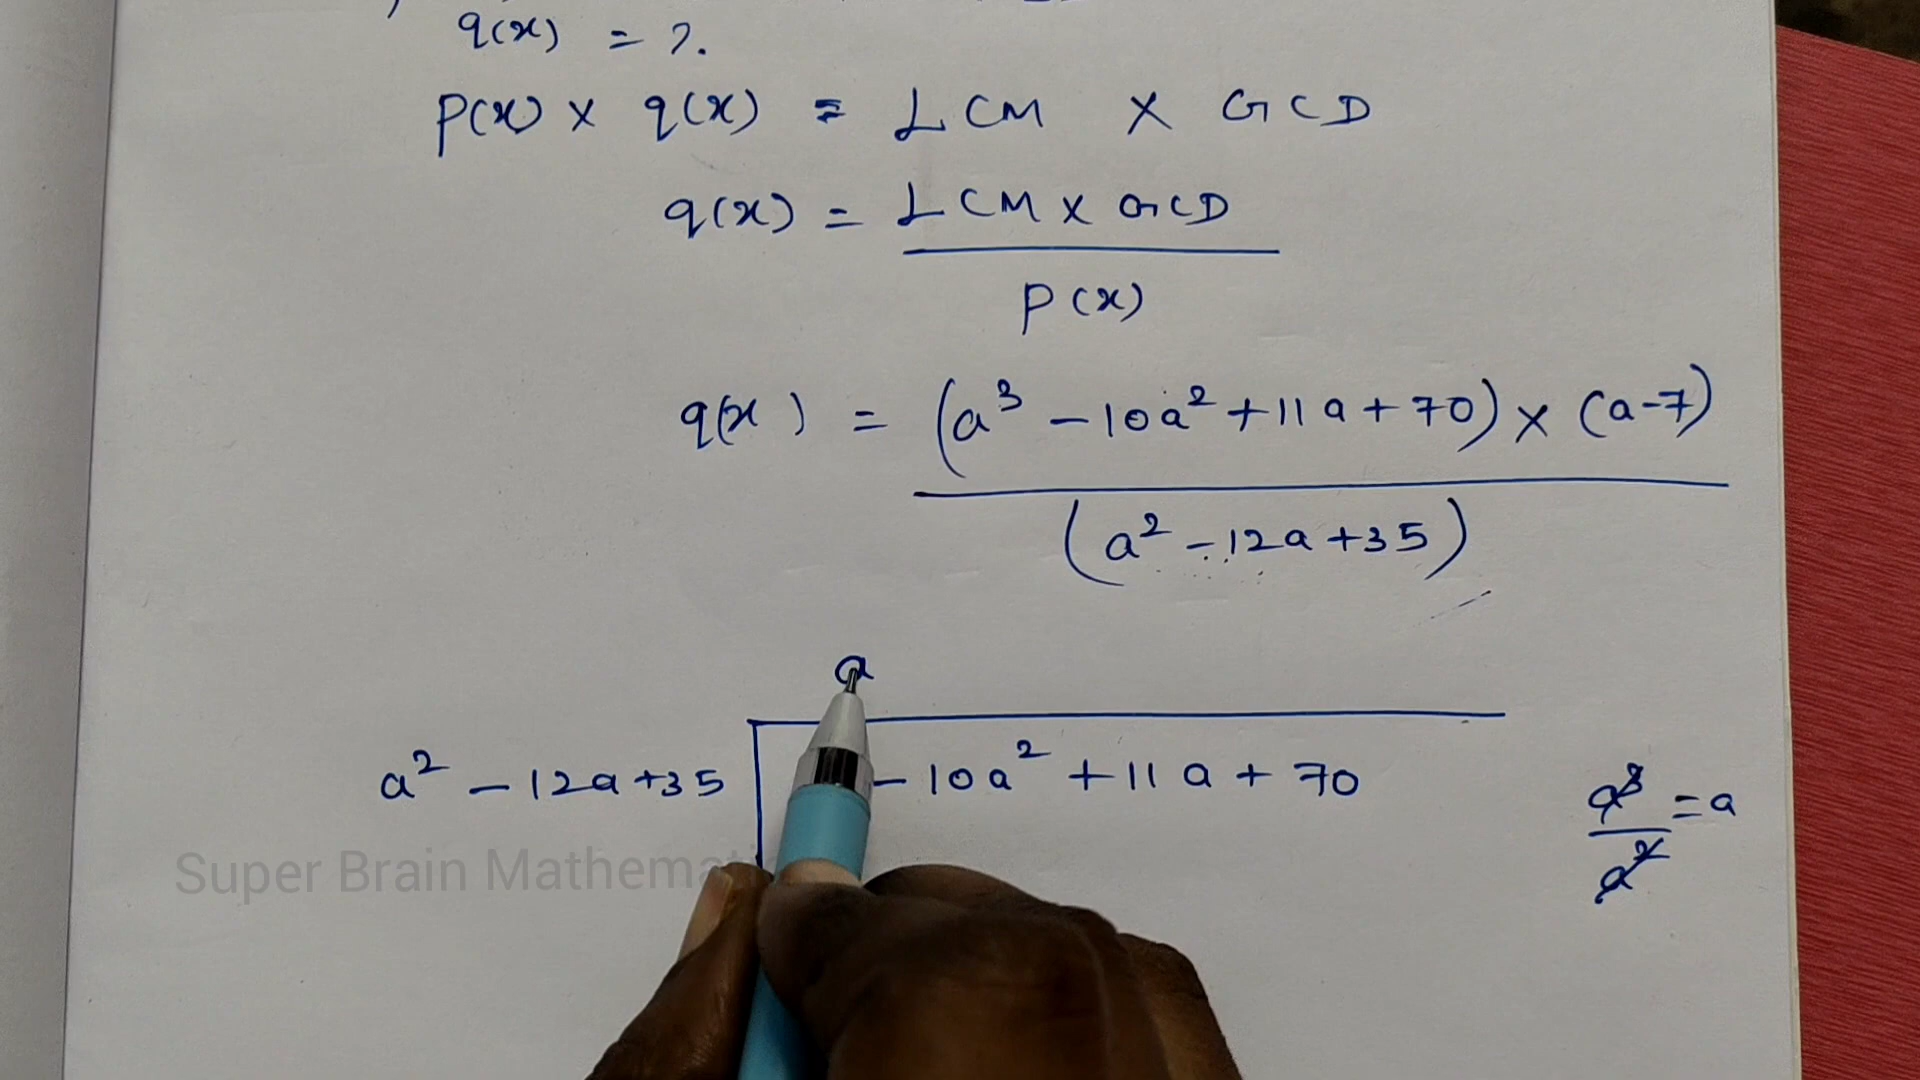 q(x) = ?.
P(x) × q(x) = LCM × GCD
q(x) = LCM × GCD
P(x)
q(x) = (a³ - 10a² + 11a + 70) × (a-7)
(a² - 12a + 35)
a
a² - 12a + 35 - 10a² + 11a + 70
a³ = a
a²
Super Brain Mathemati